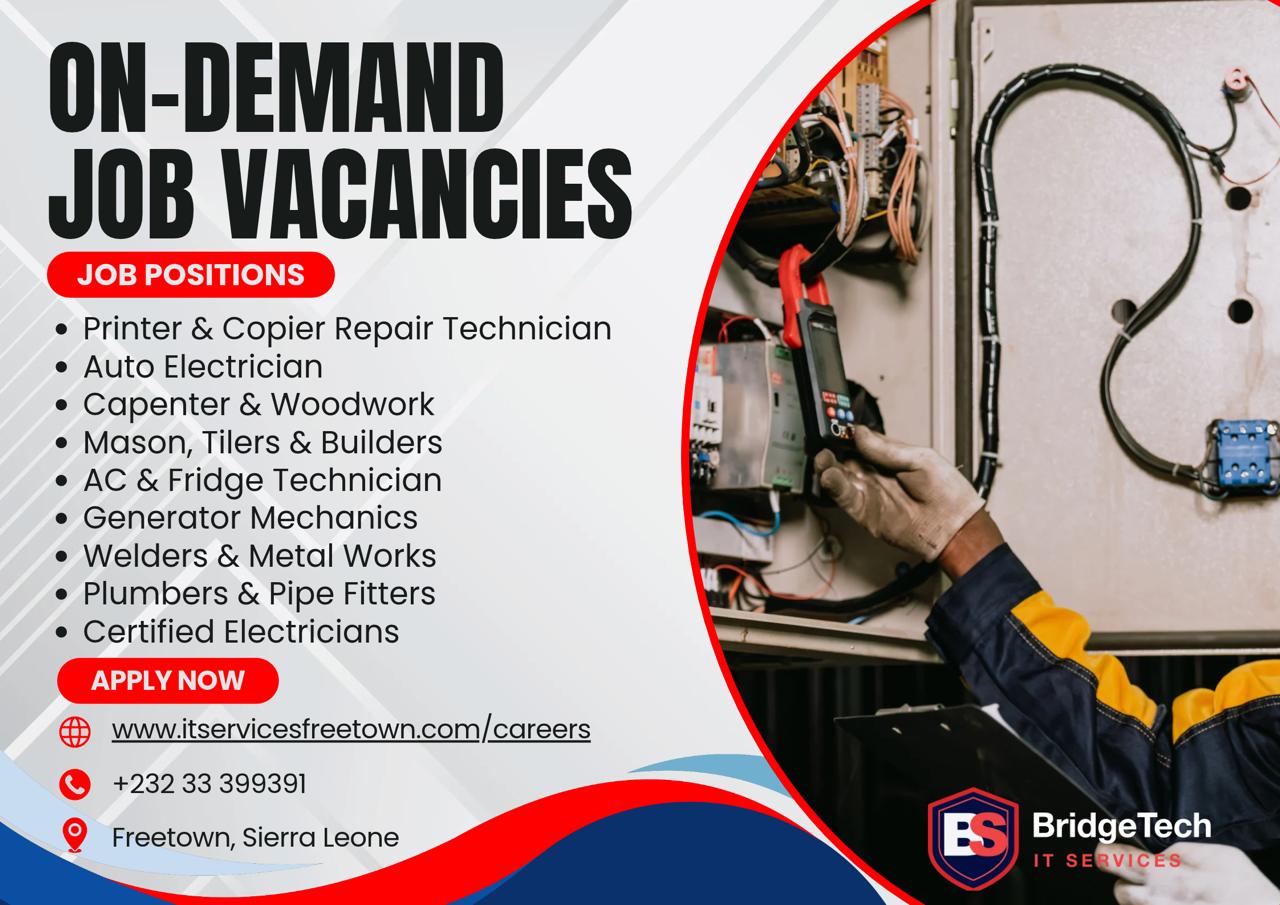 ON-DEMAND
JOB VACANCIES
JOB POSITIONS
• Printer & Copier Repair Technician
• Auto Electrician
• Capenter & Woodwork
• Mason, Tilers & Builders
• AC & Fridge Technician
• Generator Mechanics
• Welders & Metal Works
• Plumbers & Pipe Fitters
• Certified Electricians
APPLY NOW
www.itservicesfreetown.com/careers
+232 33 399391
Freetown, Sierra Leone
BS
BridgeTech
IT SERVICES